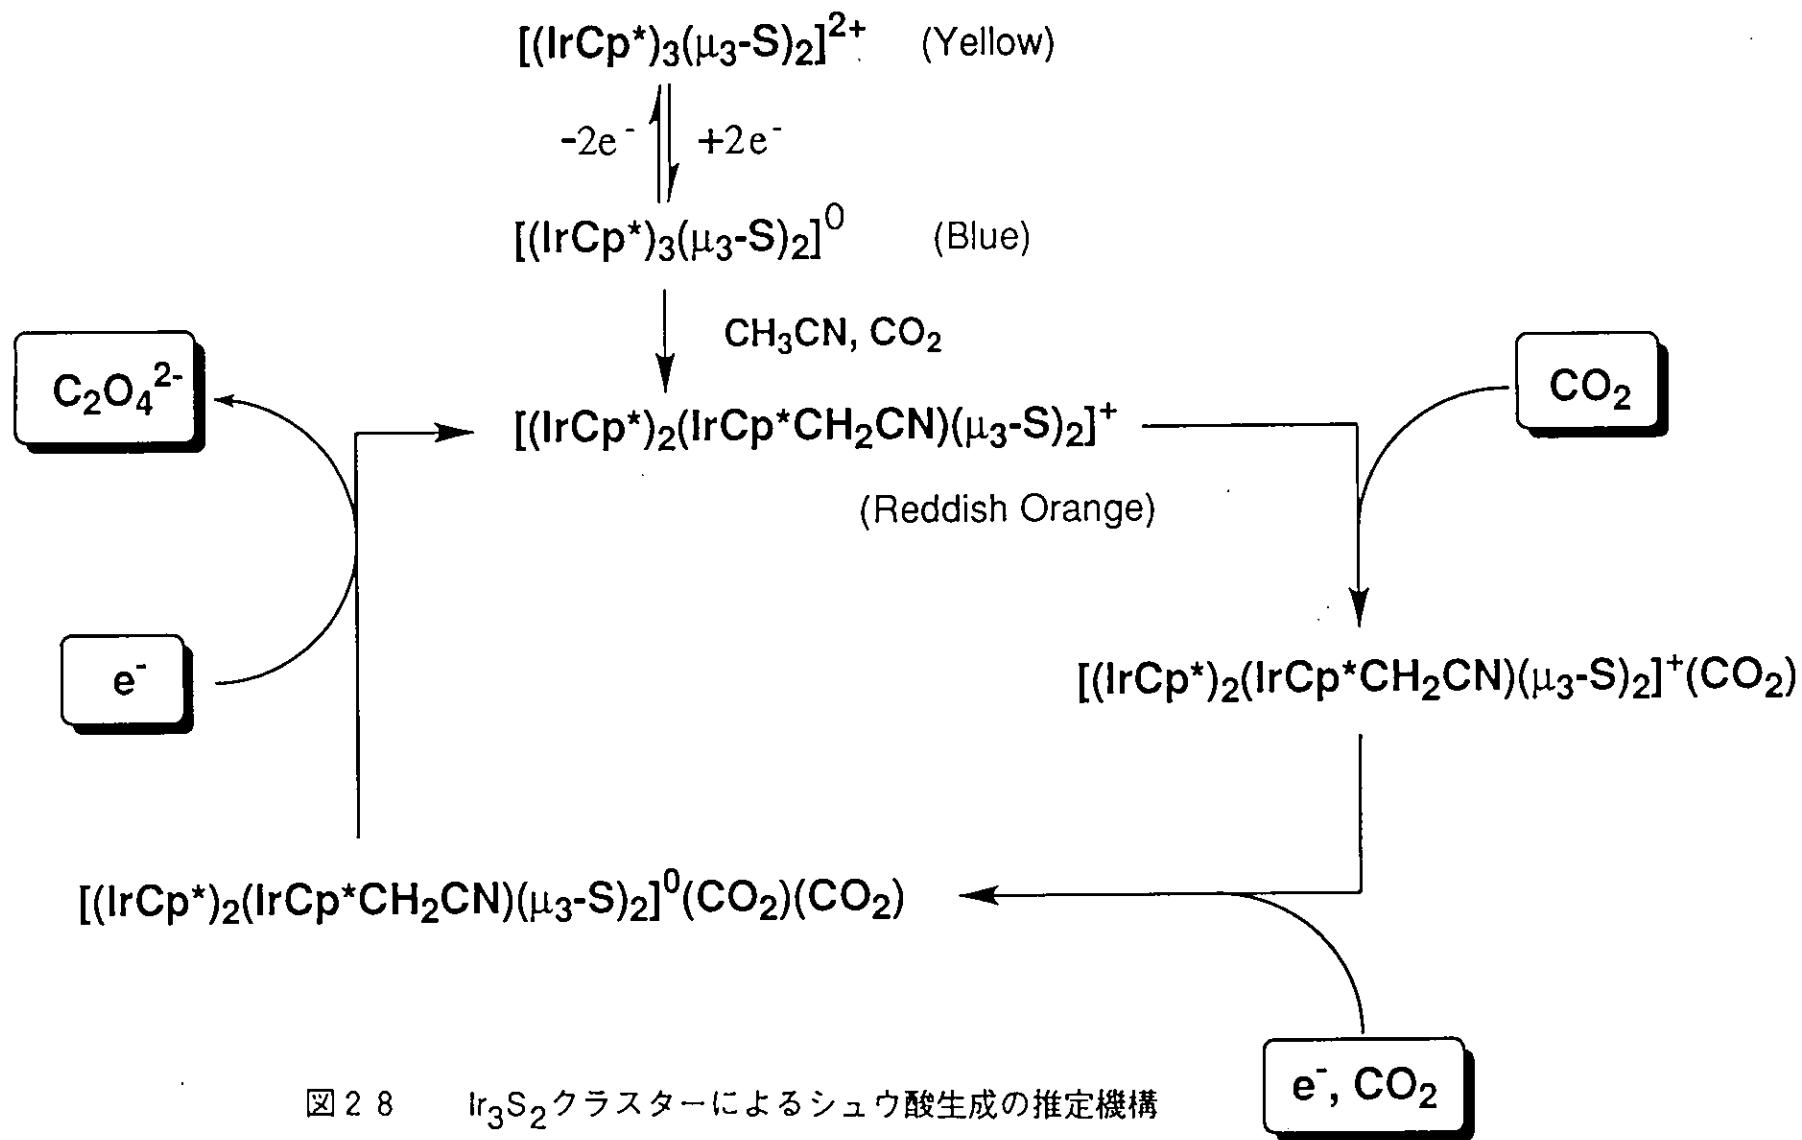 [(IrCp*)₃(μ₃-S)₂]²⁺ (Yellow)
-2e⁻ +2e⁻
[(IrCp*)₃(μ₃-S)₂]⁰ (Blue)
CH₃CN, CO₂
C₂O₄²⁻
CO₂
[(IrCp*)₂(IrCp*CH₂CN)(μ₃-S)₂]⁺
(Reddish Orange)
e⁻
[(IrCp*)₂(IrCp*CH₂CN)(μ₃-S)₂]⁺(CO₂)
[(IrCp*)₂(IrCp*CH₂CN)(μ₃-S)₂]⁰(CO₂)(CO₂)
e⁻, CO₂
図28 Ir₃S₂クラスターによるシュウ酸生成の推定機構